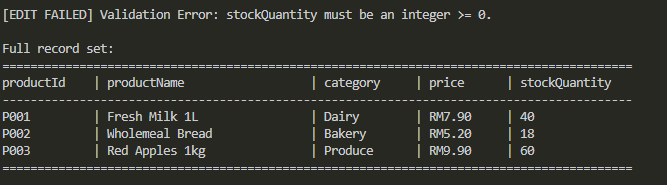 [EDIT FAILED] Validation Error: stockQuantity must be an integer >= 0.
Full record set:
==========================================================================================
productId    | productName                    | category     | price      | stockQuantity
------------------------------------------------------------------------------------------
P001         | Fresh Milk 1L                  | Dairy        | RM7.90     | 40
P002         | Wholemeal Bread                | Bakery       | RM5.20     | 18
P003         | Red Apples 1kg                 | Produce      | RM9.90     | 60
==========================================================================================